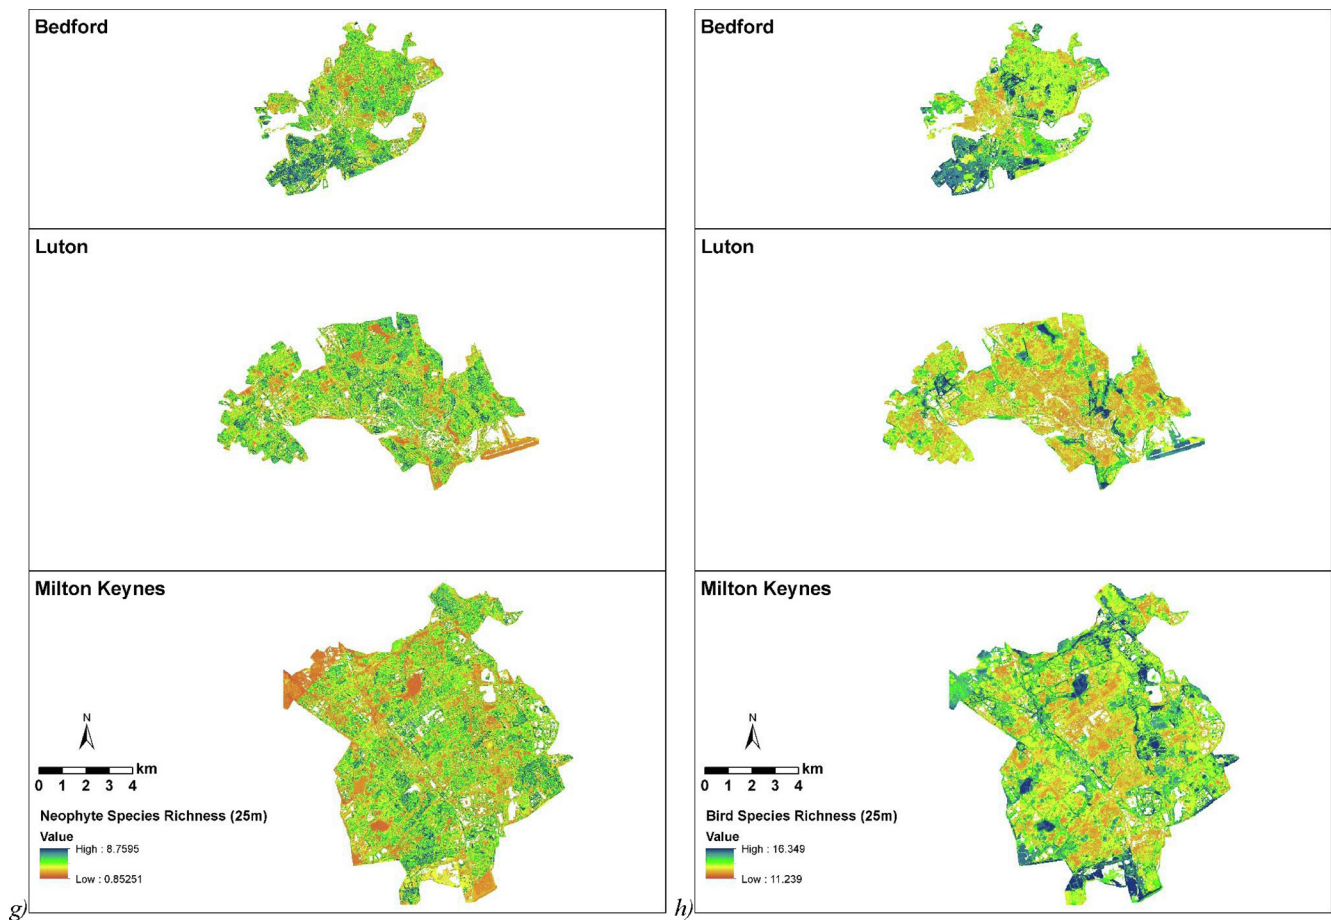 Bedford
Luton
Milton Keynes
N
km
0 1 2 3 4
Neophyte Species Richness (25m)
Value
High : 8.7595
Low : 0.85251
g)
Bedford
Luton
Milton Keynes
N
km
0 1 2 3 4
Bird Species Richness (25m)
Value
High : 16.349
Low : 11.239
h)